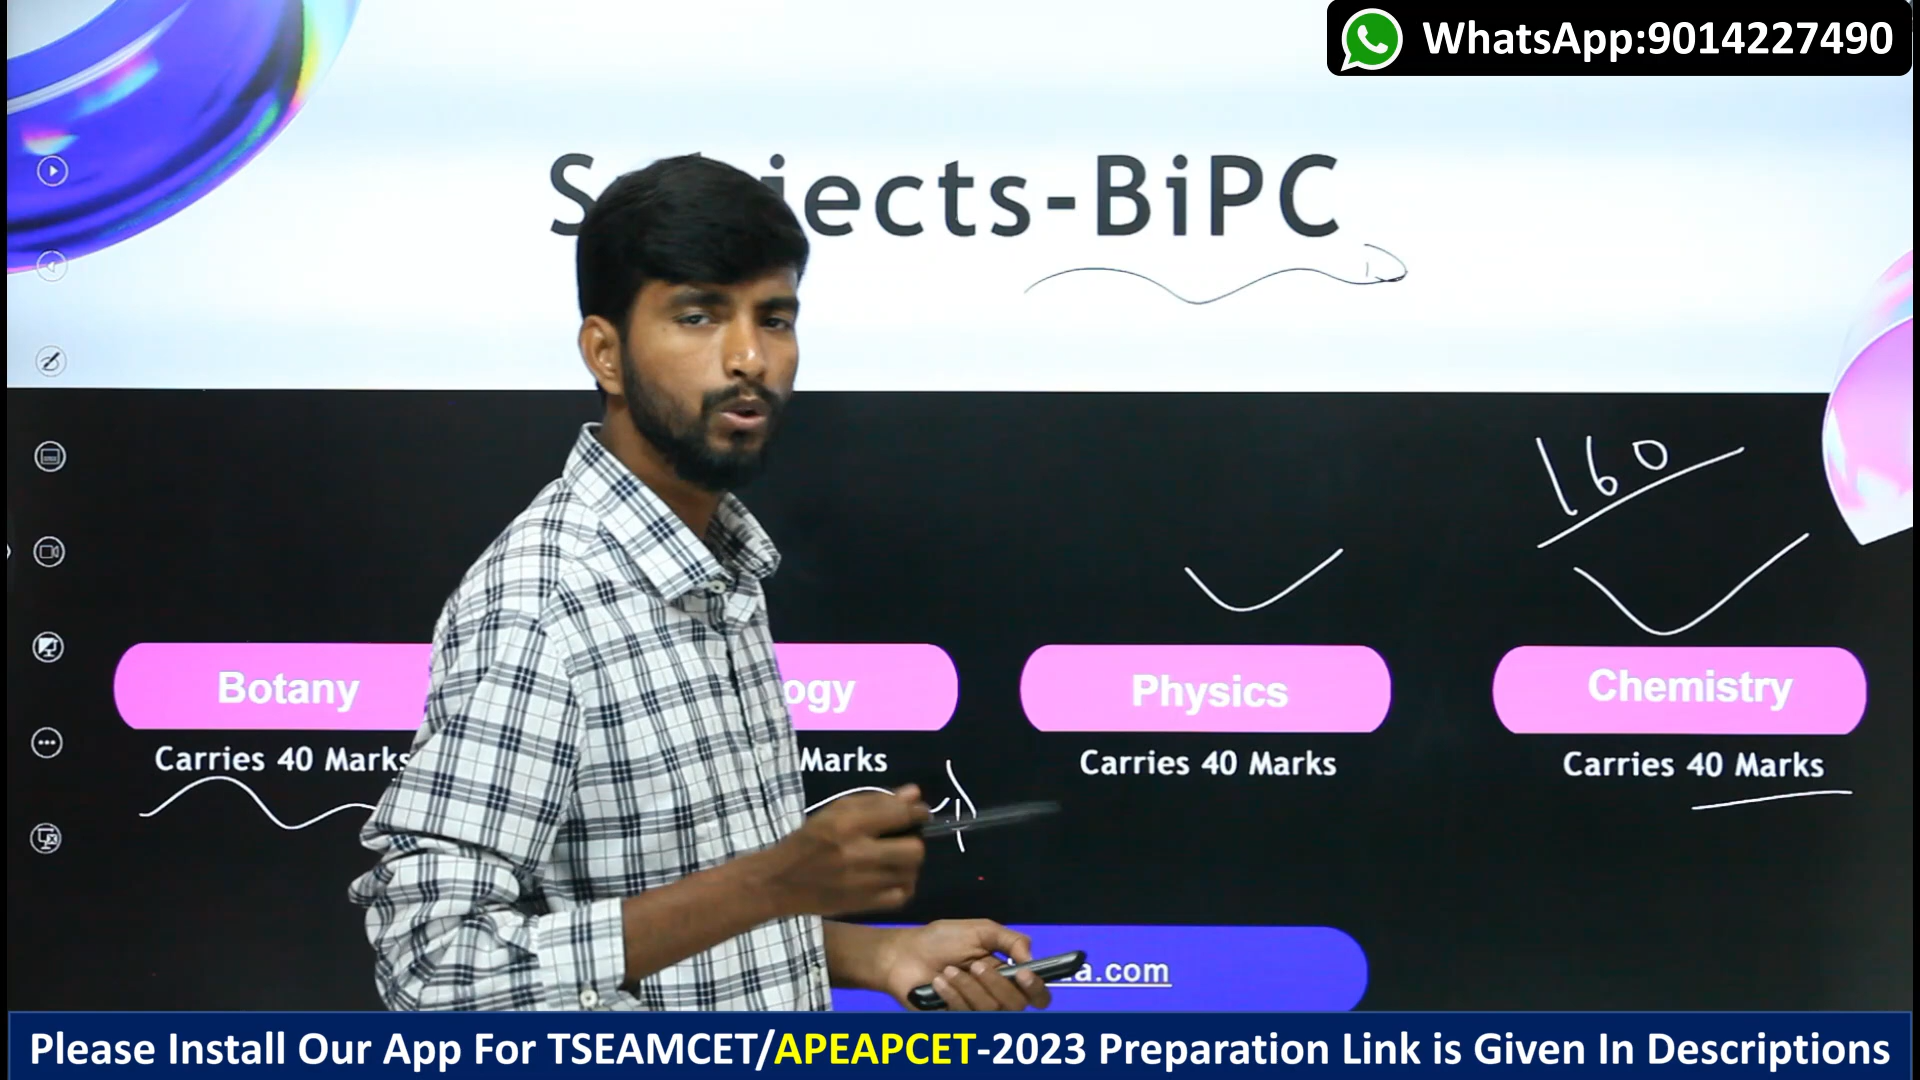 WhatsApp:9014227490
Subjects-BiPC
160
Botany
ogy
Physics
Chemistry
Carries 40 Marks
Marks
Carries 40 Marks
Carries 40 Marks
a.com
Please Install Our App For TSEAMCET/APEAPCET-2023 Preparation Link is Given In Descriptions